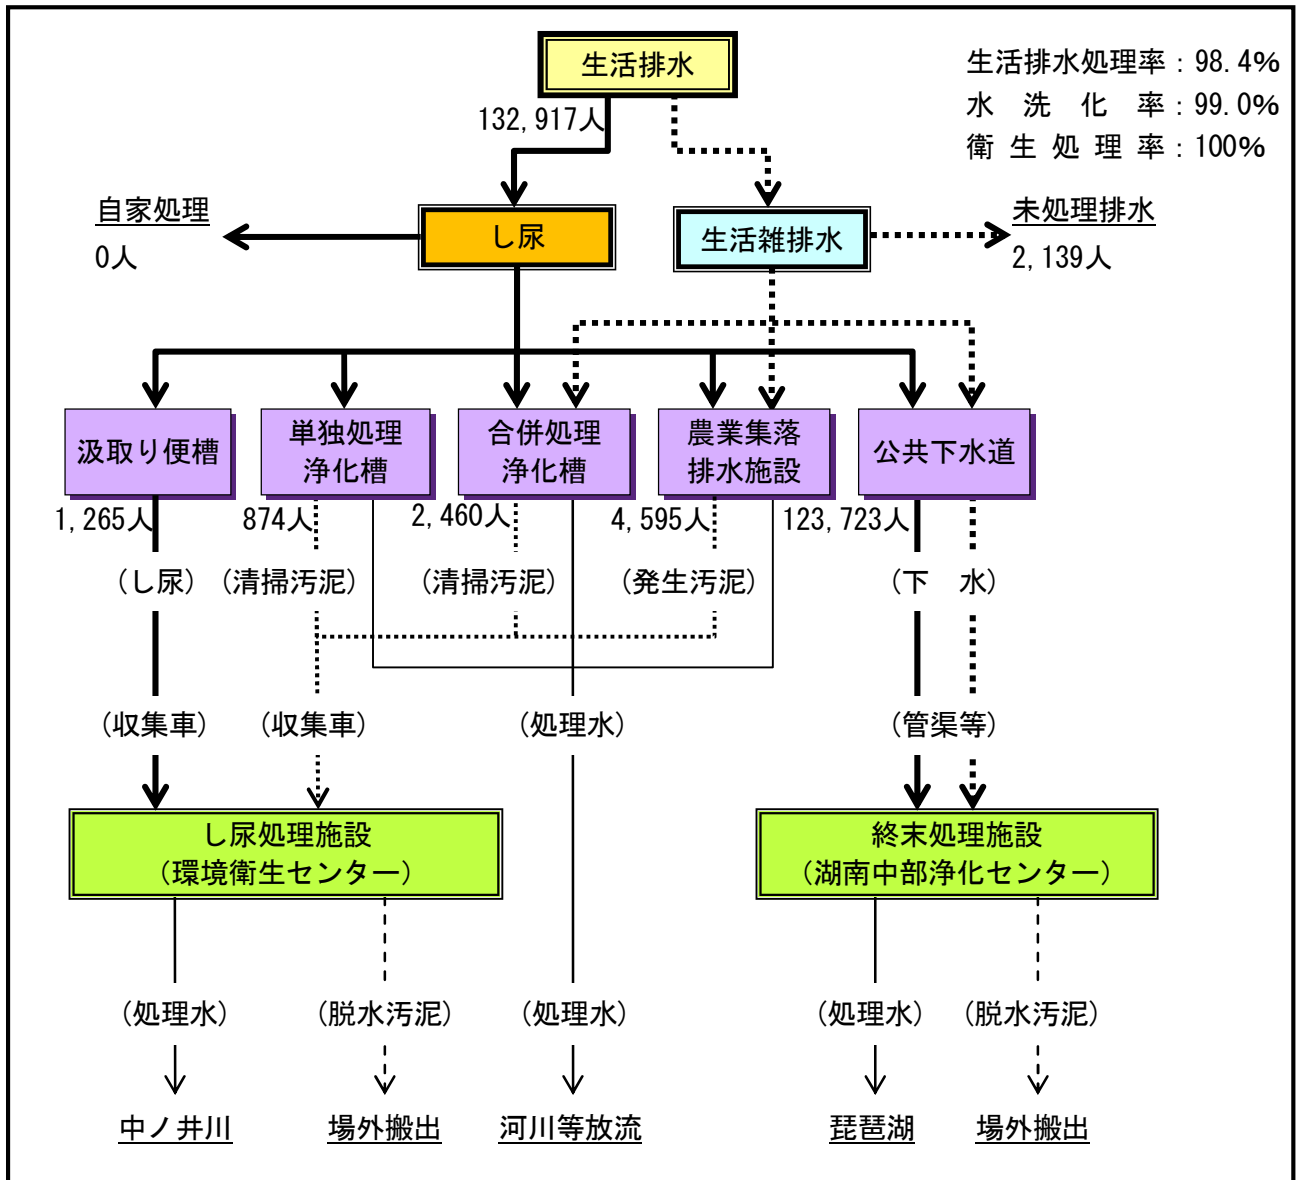 生活排水
生活排水処理率：98.4%
水洗化率：99.0%
衛生処理率：100%
132,917人
自家処理
0人
し尿
生活雑排水
未処理排水
2,139人
汲取り便槽
単独処理
浄化槽
合併処理
浄化槽
農業集落
排水施設
公共下水道
1,265人
874人
2,460人
4,595人
123,723人
（し尿）
（清掃汚泥）
（清掃汚泥）
（発生汚泥）
（下　水）
（収集車）
（収集車）
（処理水）
（管渠等）
し尿処理施設
（環境衛生センター）
終末処理施設
（湖南中部浄化センター）
（処理水）
（脱水汚泥）
（処理水）
（処理水）
（脱水汚泥）
中ノ井川
場外搬出
河川等放流
琵琶湖
場外搬出